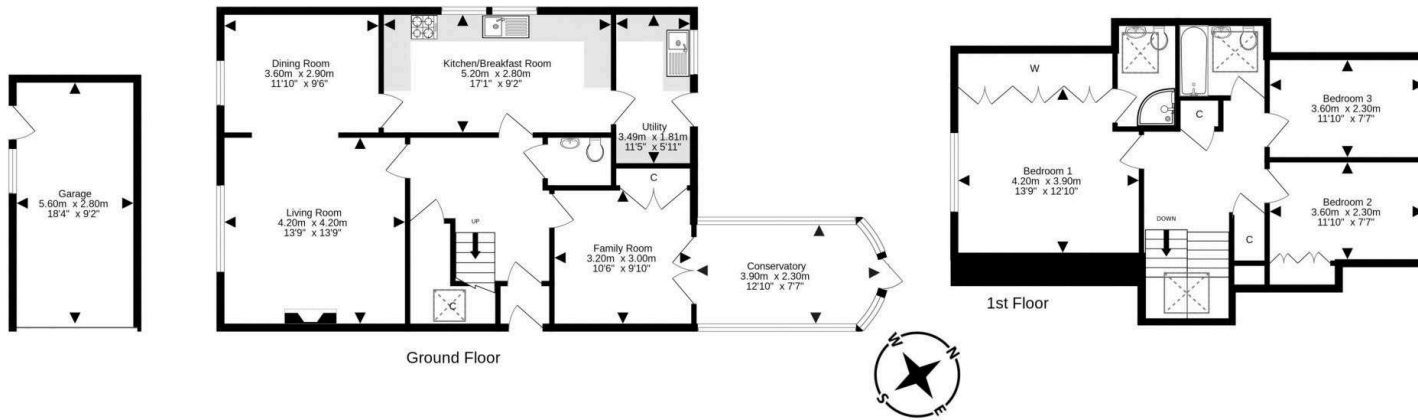 Garage
5.60m x 2.80m
18'4" x 9'2"
Dining Room
3.60m x 2.90m
11'10" x 9'6"
Kitchen/Breakfast Room
5.20m x 2.80m
17'1" x 9'2"
Utility
3.49m x 1.81m
11'5" x 5'11"
Living Room
4.20m x 4.20m
13'9" x 13'9"
UP
C
C
Family Room
3.20m x 3.00m
10'6" x 9'10"
Conservatory
3.90m x 2.30m
12'10" x 7'7"
Ground Floor
W
N
S
E
W
C
Bedroom 1
4.20m x 3.90m
13'9" x 12'10"
Bedroom 3
3.60m x 2.30m
11'10" x 7'7"
Bedroom 2
3.60m x 2.30m
11'10" x 7'7"
DOWN
C
1st Floor